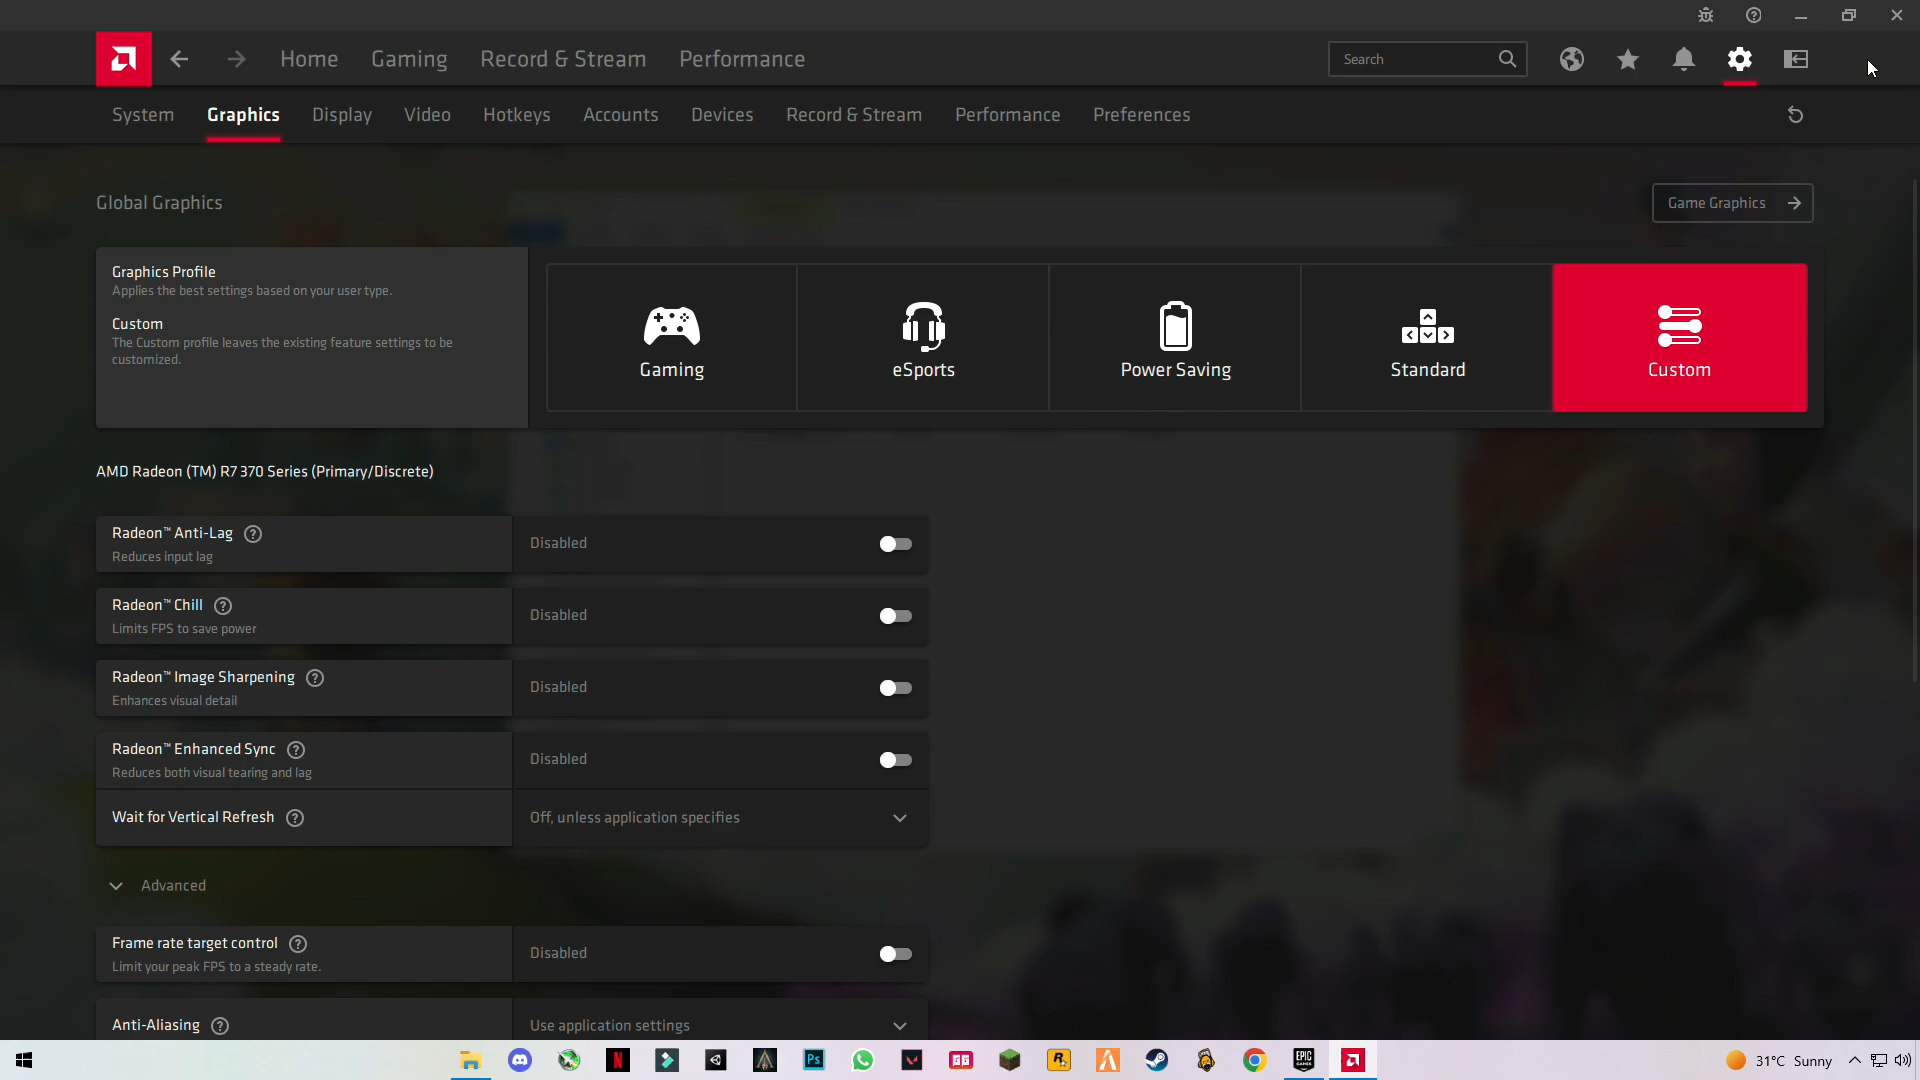 Home
Gaming
Record & Stream
Performance
Search
System
Graphics
Display
Video
Hotkeys
Accounts
Devices
Record & Stream
Performance
Preferences
Global Graphics
Game Graphics
Graphics Profile
Applies the best settings based on your user type.
Custom
The Custom profile leaves the existing feature settings to be
customized.
Gaming
eSports
Power Saving
Standard
Custom
AMD Radeon (TM) R7 370 Series (Primary/Discrete)
Radeon™ Anti-Lag
Reduces input lag
Disabled
Radeon™ Chill
Limits FPS to save power
Disabled
Radeon™ Image Sharpening
Enhances visual detail
Disabled
Radeon™ Enhanced Sync
Reduces both visual tearing and lag
Disabled
Wait for Vertical Refresh
Off, unless application specifies
Advanced
Frame rate target control
Limit your peak FPS to a steady rate.
Disabled
Anti-Aliasing
Use application settings
N
Ps
GG
R
EPIC
GAMES
31°C Sunny